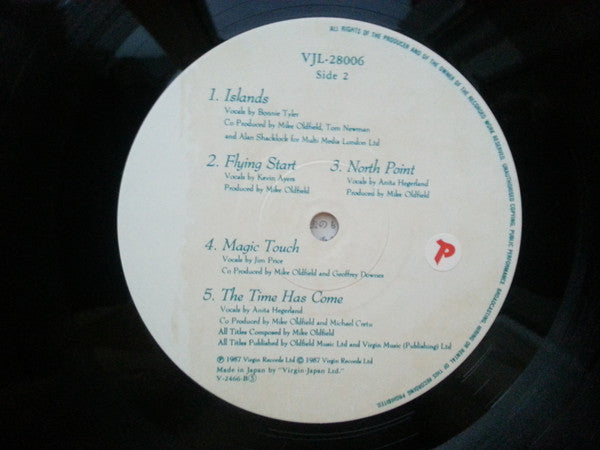 ALL RIGHTS OF THE PRODUCER AND OF THE OWNER OF THE RECORDED WORK RESERVED. UNAUTHORISED COPYING, PUBLIC PERFORMANCE, BROADCASTING, HIRING OR RENTAL OF THIS RECORDING PROHIBITED.
VJL-28006
Side 2
1. Islands
Vocals by Bonnie Tyler
Co Produced by Mike Oldfield, Tom Newman
and Alan Shacklock for Multi Media London Ltd
2. Flying Start
Vocals by Kevin Ayers
Produced by Mike Oldfield
3. North Point
Vocals by Anita Hegerland
Produced by Mike Oldfield
4. Magic Touch
Vocals by Jim Price
Co Produced by Mike Oldfield and Geoffrey Downes
P
5. The Time Has Come
Vocals by Anita Hegerland
Co Produced by Mike Oldfield and Michael Cretu
All Titles Composed by Mike Oldfield
All Titles Published by Oldfield Music Ltd and Virgin Music (Publishing) Ltd
℗ 1987 Virgin Records Ltd © 1987 Virgin Records Ltd
Made in Japan by "Virgin-Japan Ltd."
V-2466-BⓈ